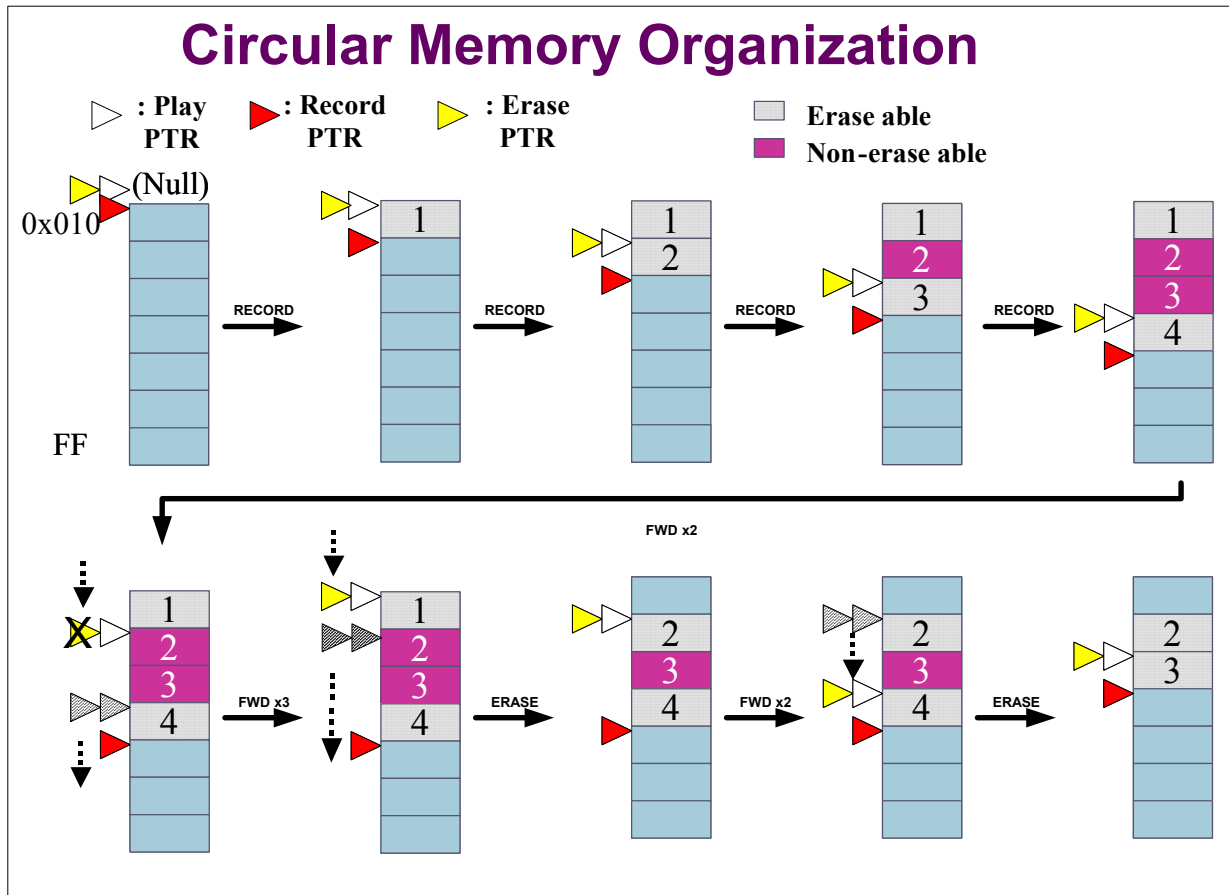 Circular Memory Organization
: Play PTR
: Record PTR
: Erase PTR
Erase able
Non-erase able
(Null)
0x010
FF
1
1
2
1
2
3
1
2
3
4
RECORD
RECORD
RECORD
RECORD
FWD x2
X
1
2
3
4
1
2
3
4
2
3
4
2
3
4
2
3
FWD x3
ERASE
FWD x2
ERASE